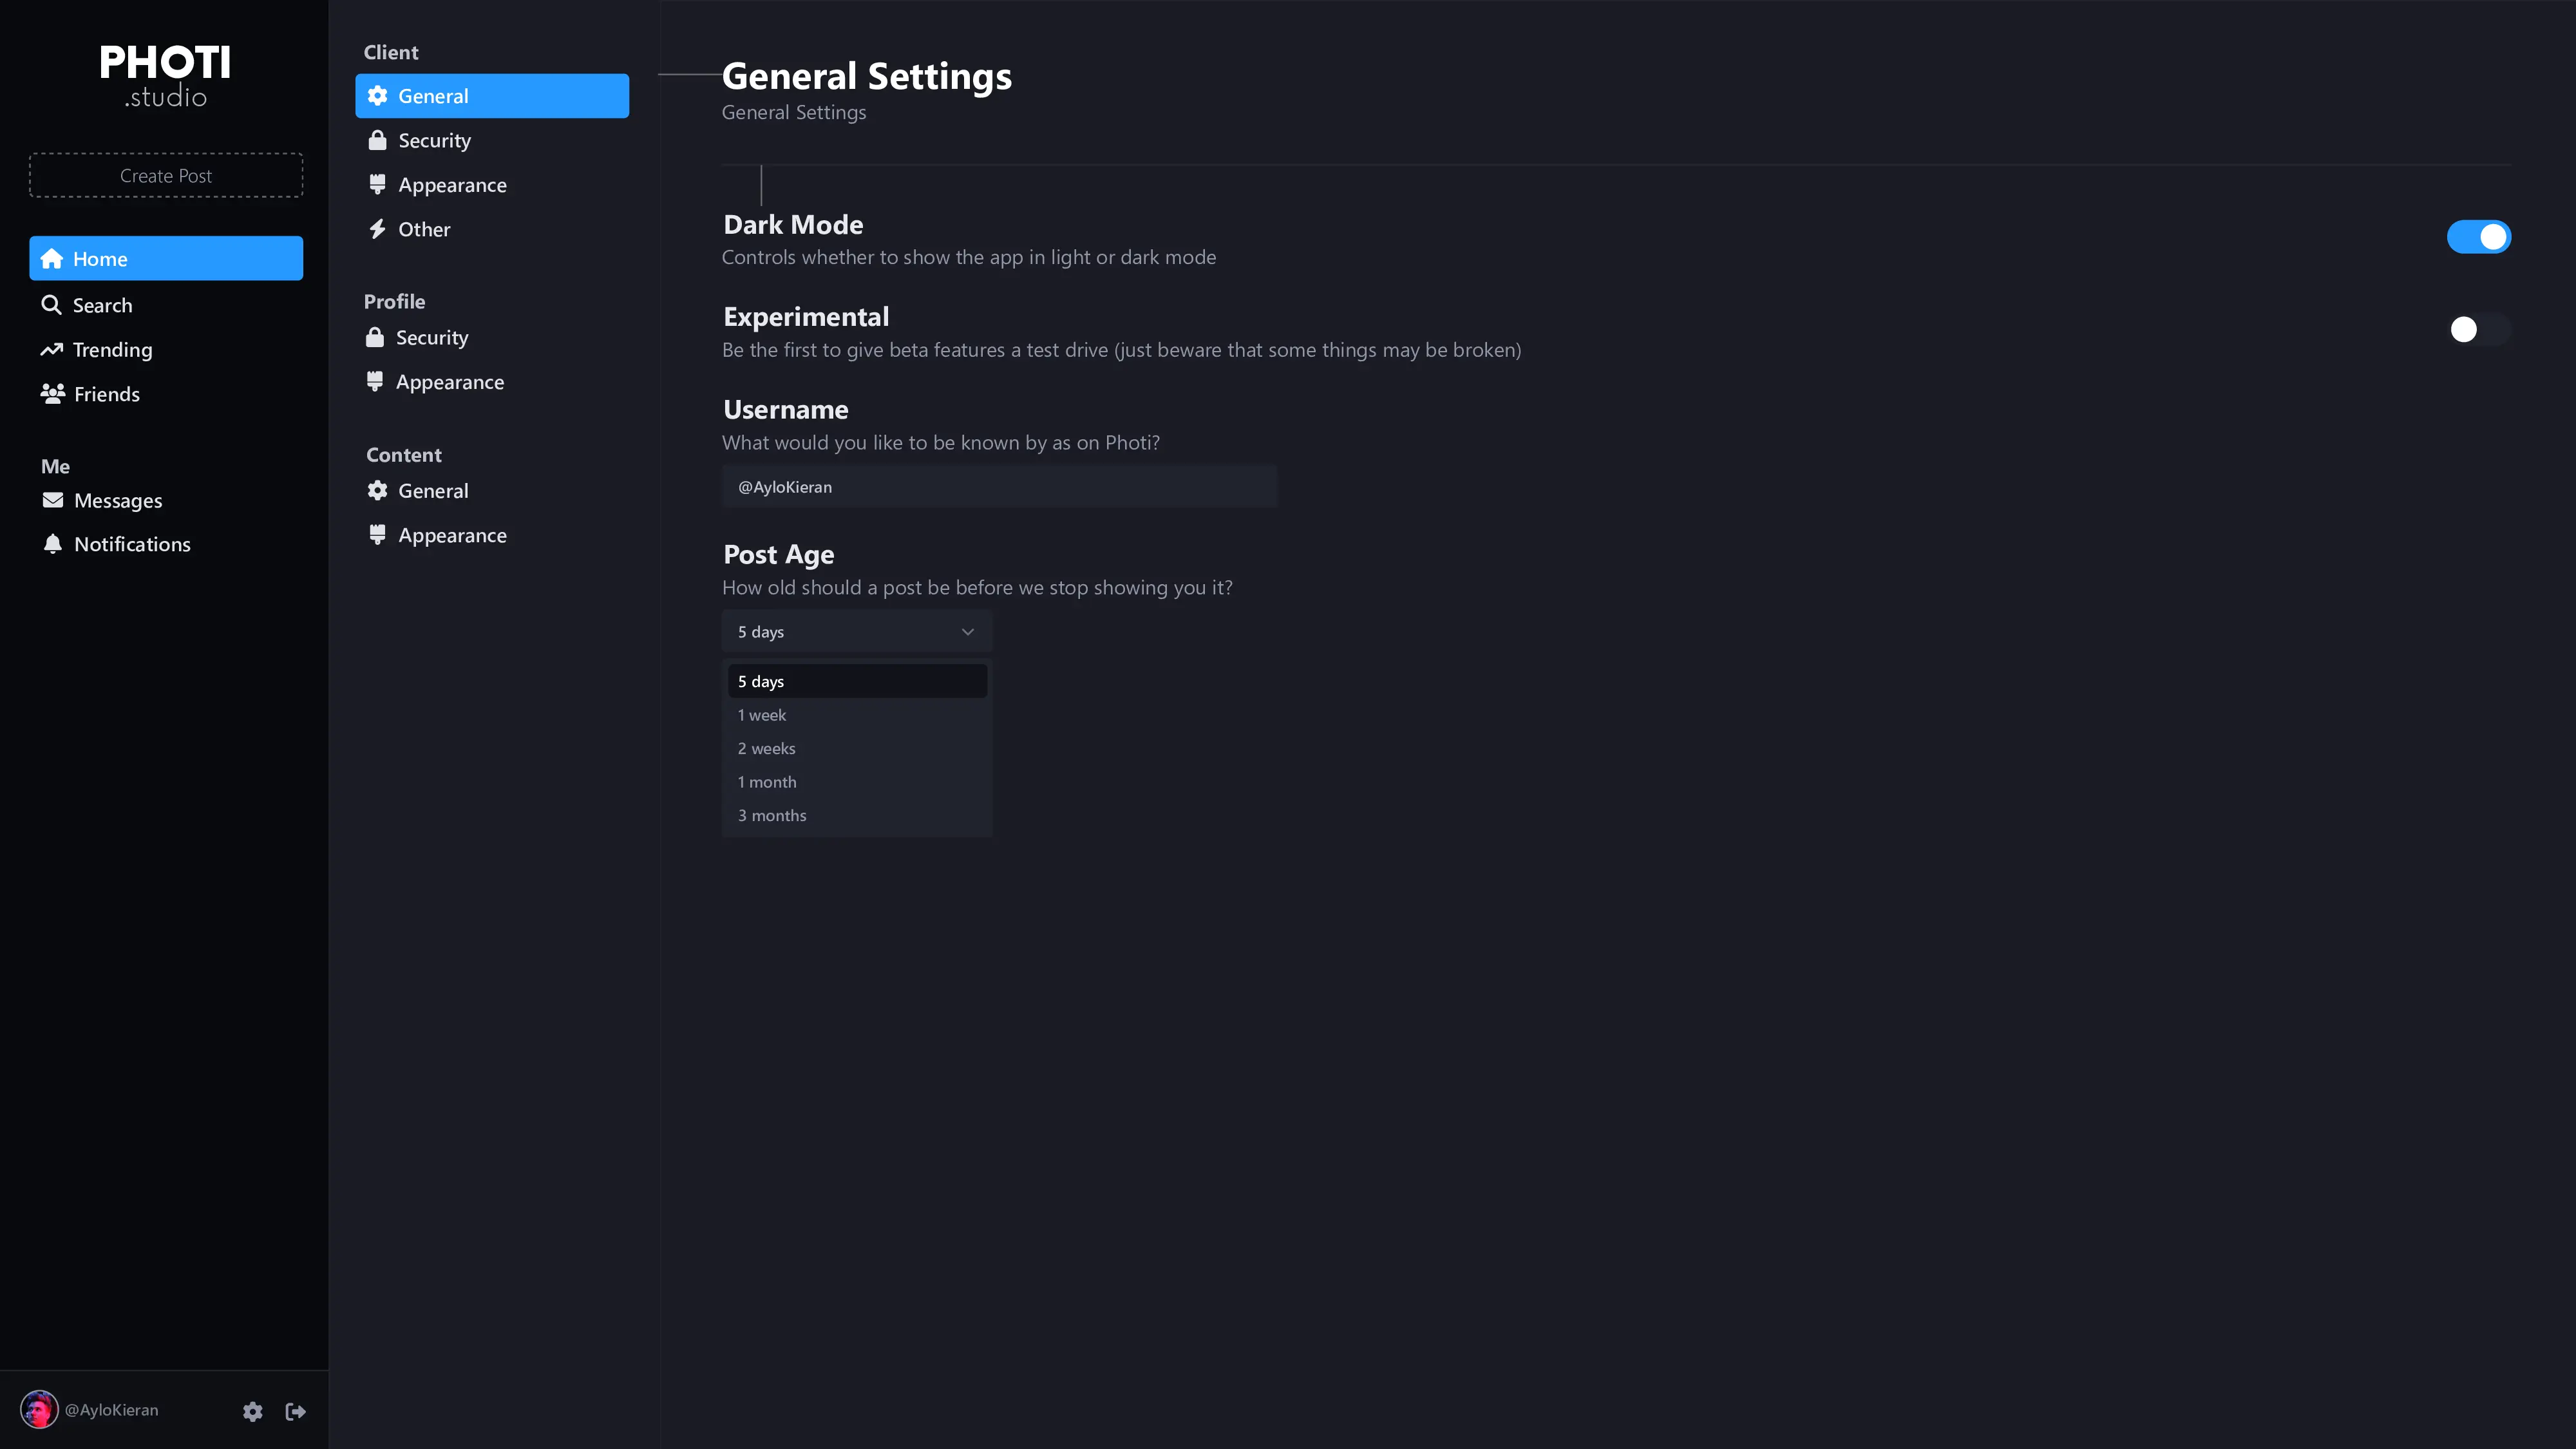 PHOTI
.studio
Create Post
Home
Search
Trending
Friends
Me
Messages
Notifications
@AyloKieran
Client
General
Security
Appearance
Other
Profile
Security
Appearance
Content
General
Appearance
General Settings
General Settings
Dark Mode
Controls whether to show the app in light or dark mode
Experimental
Be the first to give beta features a test drive (just beware that some things may be broken)
Username
What would you like to be known by as on Photi?
@AyloKieran
Post Age
How old should a post be before we stop showing you it?
5 days
5 days
1 week
2 weeks
1 month
3 months